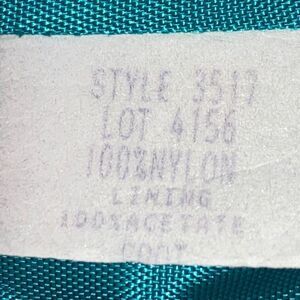 STYLE 3517
LOT 4156
100%NYLON
LINING
100%ACETATE